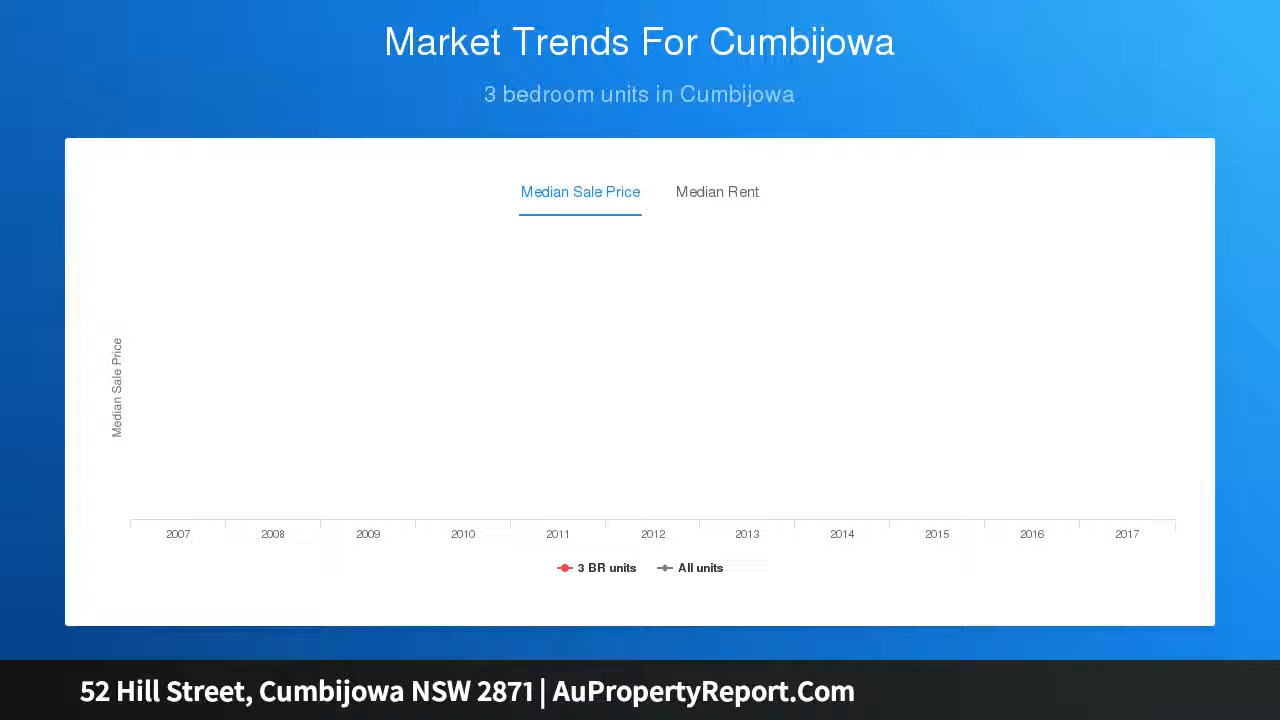 Market Trends For Cumbijowa
3 bedroom units in Cumbijowa
Median Sale Price Median Rent
Median Sale Price
2007 2008 2009 2010 2011 2012 2013 2014 2015 2016 2017
3 BR units All units
52 Hill Street, Cumbijowa NSW 2871 | AuPropertyReport.Com